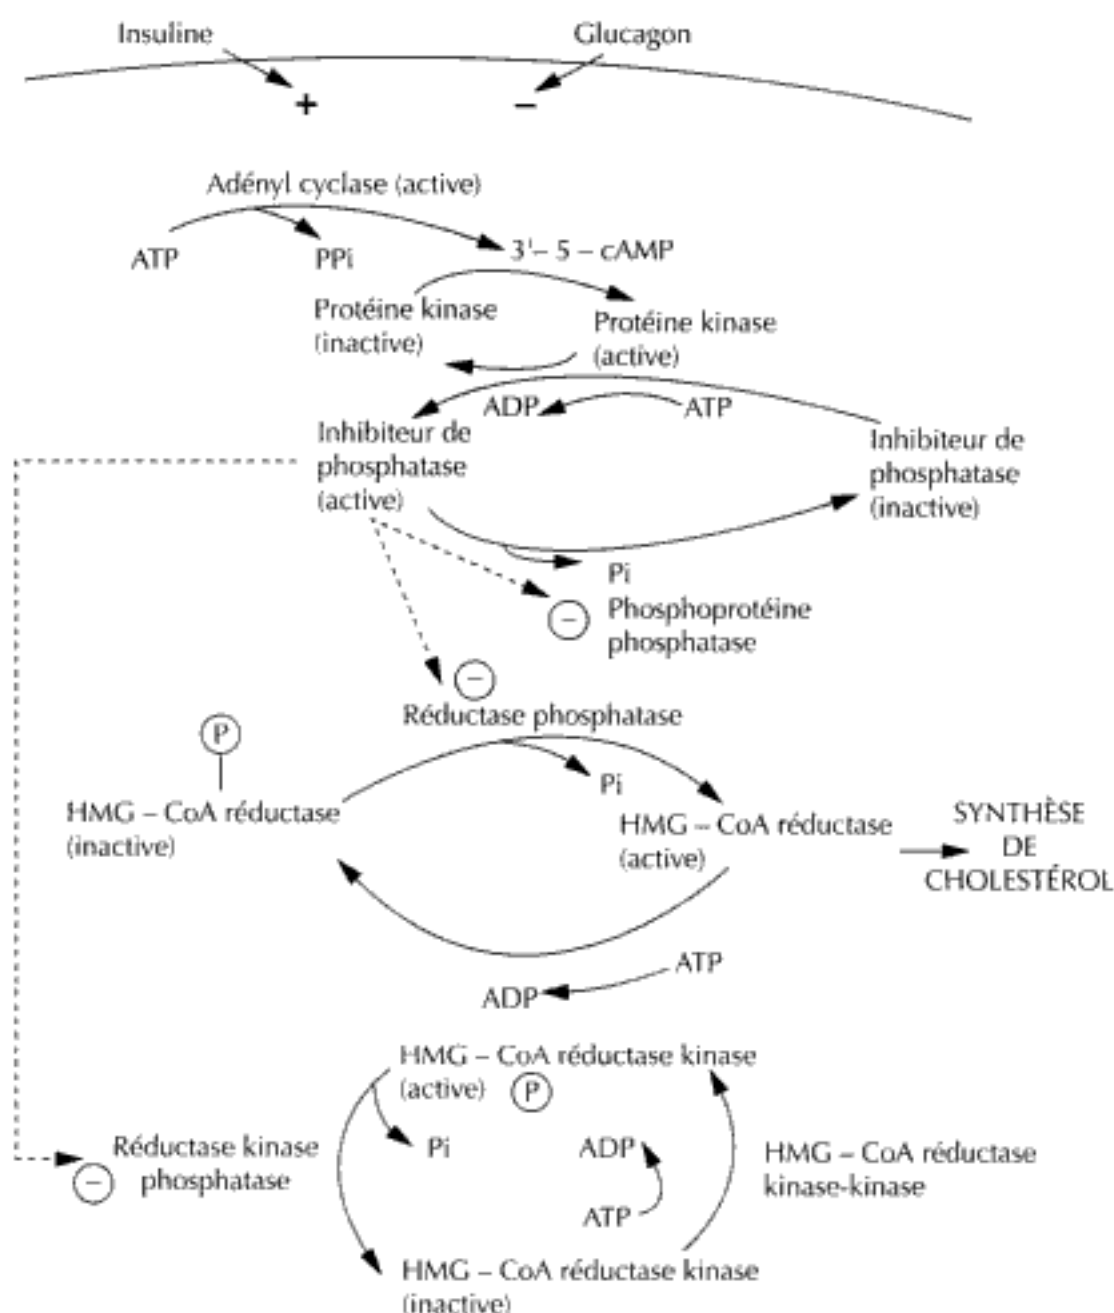 Insuline
Glucagon
+
−
Adényl cyclase (active)
ATP
PPi
3'– 5 – cAMP
Protéine kinase
(inactive)
Protéine kinase
(active)
ADP
ATP
Inhibiteur de
phosphatase
(active)
Inhibiteur de
phosphatase
(inactive)
Pi
−
Phosphoprotéine
phosphatase
−
Réductase phosphatase
P
Pi
HMG – CoA réductase
(inactive)
HMG – CoA réductase
(active)
SYNTHÈSE
DE
CHOLESTÉROL
ATP
ADP
HMG – CoA réductase kinase
(active) P
Réductase kinase
phosphatase
−
Pi
ADP
ATP
HMG – CoA réductase
kinase-kinase
HMG – CoA réductase kinase
(inactive)